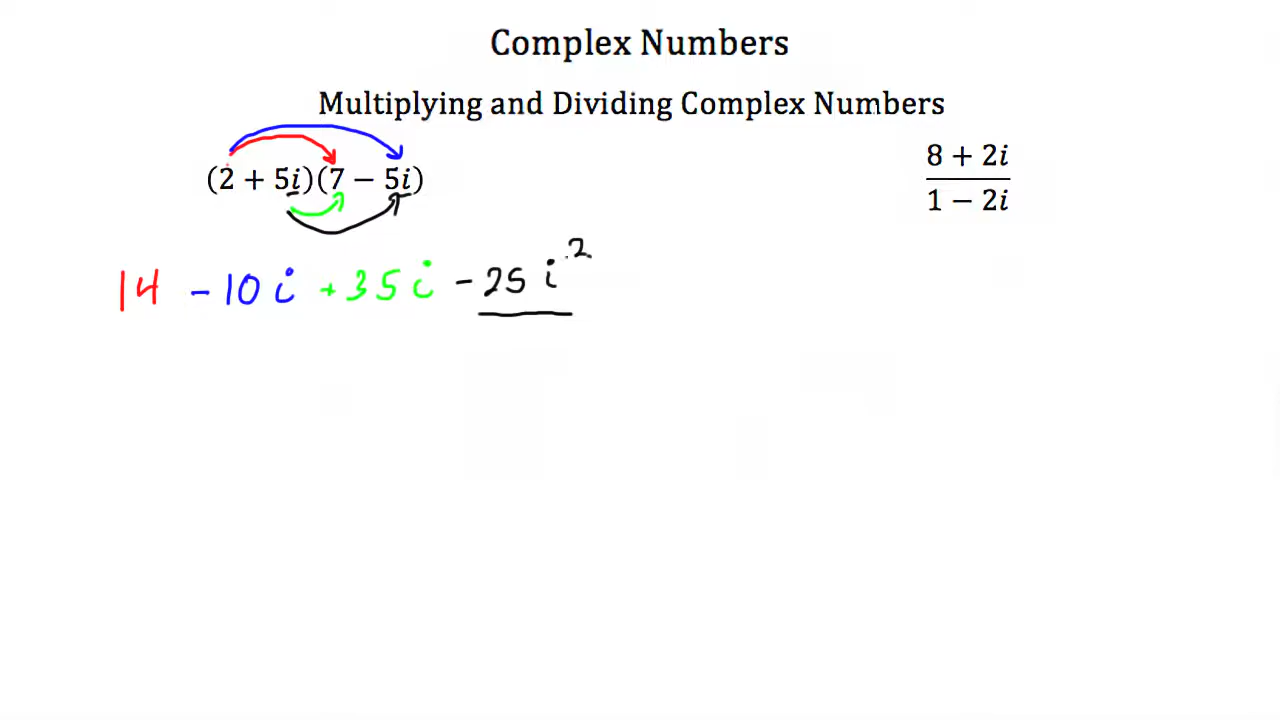 Complex Numbers
Multiplying and Dividing Complex Numbers
(2 + 5i)(7 − 5i)
8 + 2i
1 − 2i
14 - 10i + 35i - 25i²